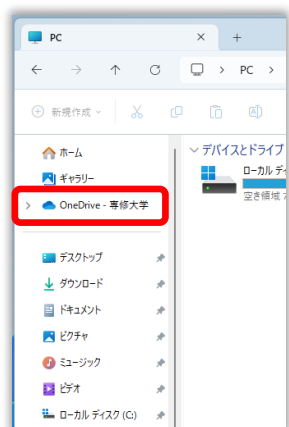 PC
PC
新規作成
ホーム
ギャラリー
OneDrive - 専修大学
デスクトップ
ダウンロード
ドキュメント
ピクチャ
ミュージック
ビデオ
ローカル ディスク (C:)
デバイスとドライブ
ローカル ディ
空き領域